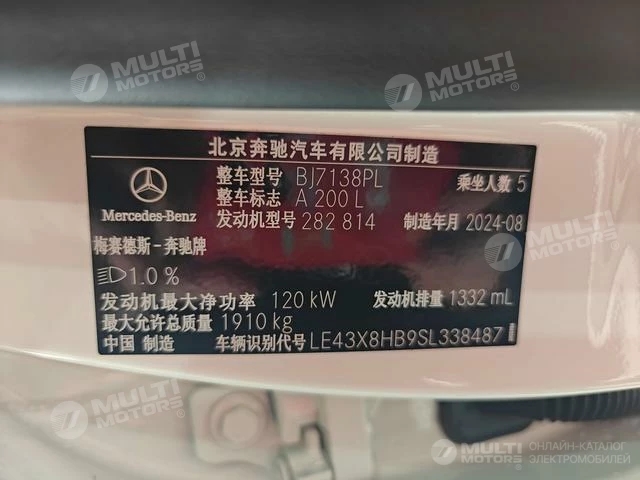 MULTI MOTORS®
MULTI MOTORS®
北京奔驰汽车有限公司制造
整车型号 BJ7138PL 乘坐人数 5
整车标志 A 200 L
Mercedes-Benz
发动机型号 282 814 制造年月 2024-08
梅赛德斯-奔驰牌
1.0 %
发动机最大净功率 120 kW 发动机排量 1332 mL
最大允许总质量 1910 kg
中国 制造 车辆识别代号 LE43X8HB9SL338487
MULTI MOTORS®
MULTI MOTORS®
MULTI MOTORS®
ОНЛАЙН-КАТАЛОГ
ЭЛЕКТРОМОБИЛЕЙ